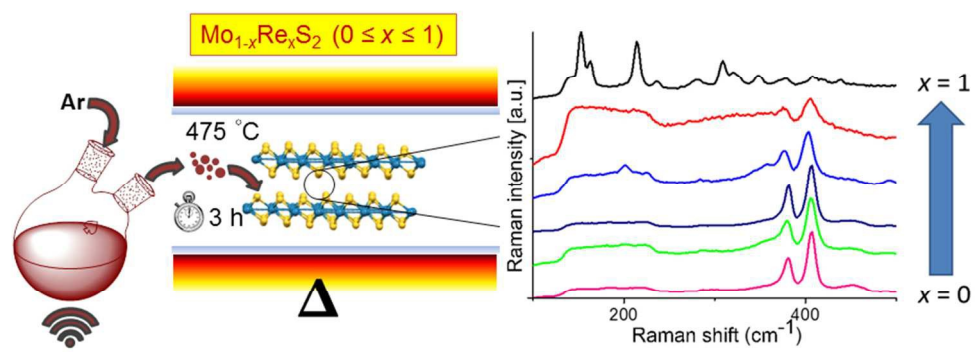 Mo₁₋ₓReₓS₂ (0 ≤ x ≤ 1)
Ar
475 °C
3 h
Δ
Raman intensity [a.u.]
200
400
Raman shift (cm⁻¹)
x = 1
x = 0